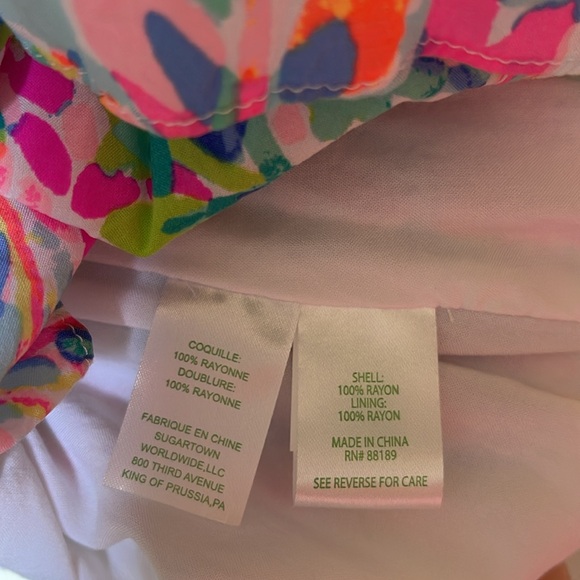 COQUILLE:
100% RAYONNE
DOUBLURE:
100% RAYONNE
FABRIQUE EN CHINE
SUGARTOWN
WORLDWIDE,LLC
800 THIRD AVENUE
KING OF PRUSSIA,PA
SHELL:
100% RAYON
LINING:
100% RAYON
MADE IN CHINA
RN# 88189
SEE REVERSE FOR CARE